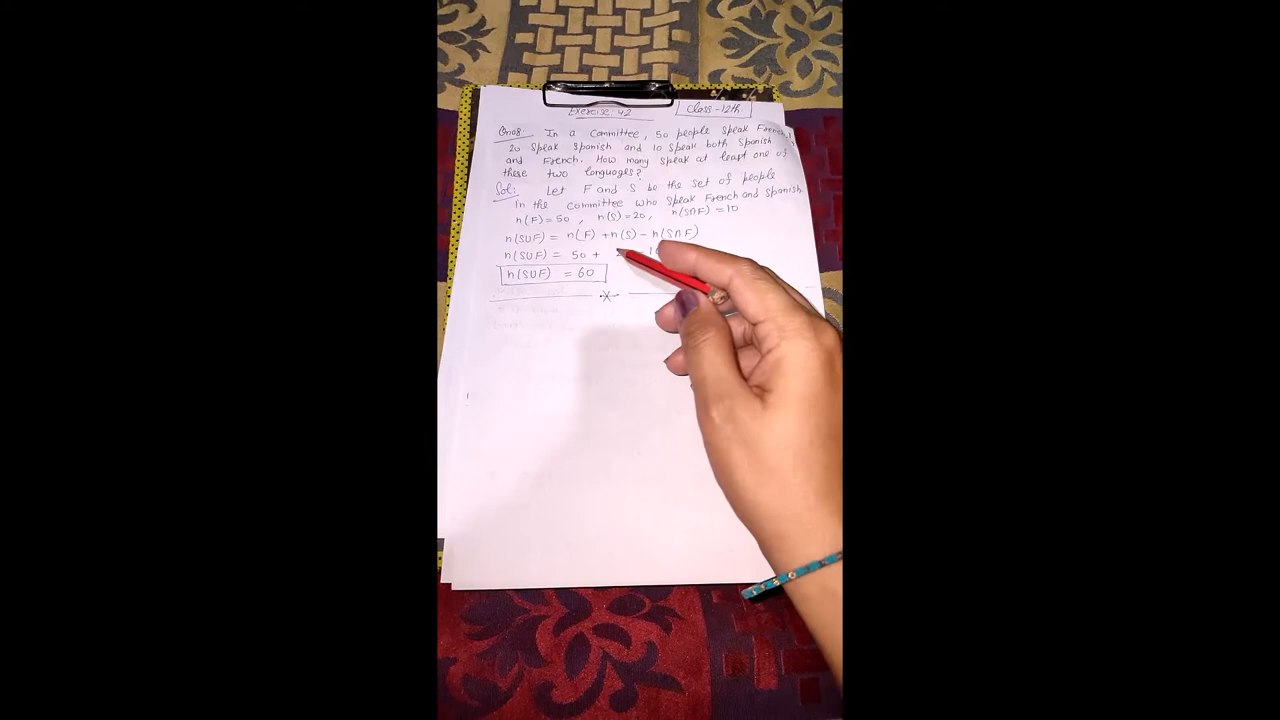 Exercise. 42
Class - 12th
Qno8. In a Committee, 50 people speak French,
20 speak Spanish and 10 speak both Spanish
and French. How many speak at least one of
these two languages?
Sol: Let F and S be the set of people
In the Committee who speak French and Spanish
n(F) = 50, n(S) = 20, n(S∩F) = 10
n(S∪F) = n(F) + n(S) - n(S∩F)
n(S∪F) = 50 +
n(S∪F) = 60